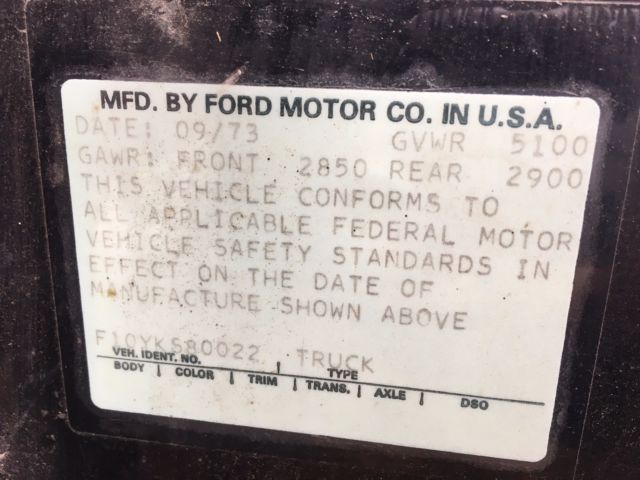 MFD. BY FORD MOTOR CO. IN U.S.A.
DATE: 09/73 GVWR 5100
GAWR: FRONT 2850 REAR 2900
THIS VEHICLE CONFORMS TO
ALL APPLICABLE FEDERAL MOTOR
VEHICLE SAFETY STANDARDS IN
EFFECT ON THE DATE OF
MANUFACTURE SHOWN ABOVE
F10YKS80022 TRUCK
VEH. IDENT. NO. TYPE
BODY | COLOR | TRIM | TRANS. | AXLE | DSO